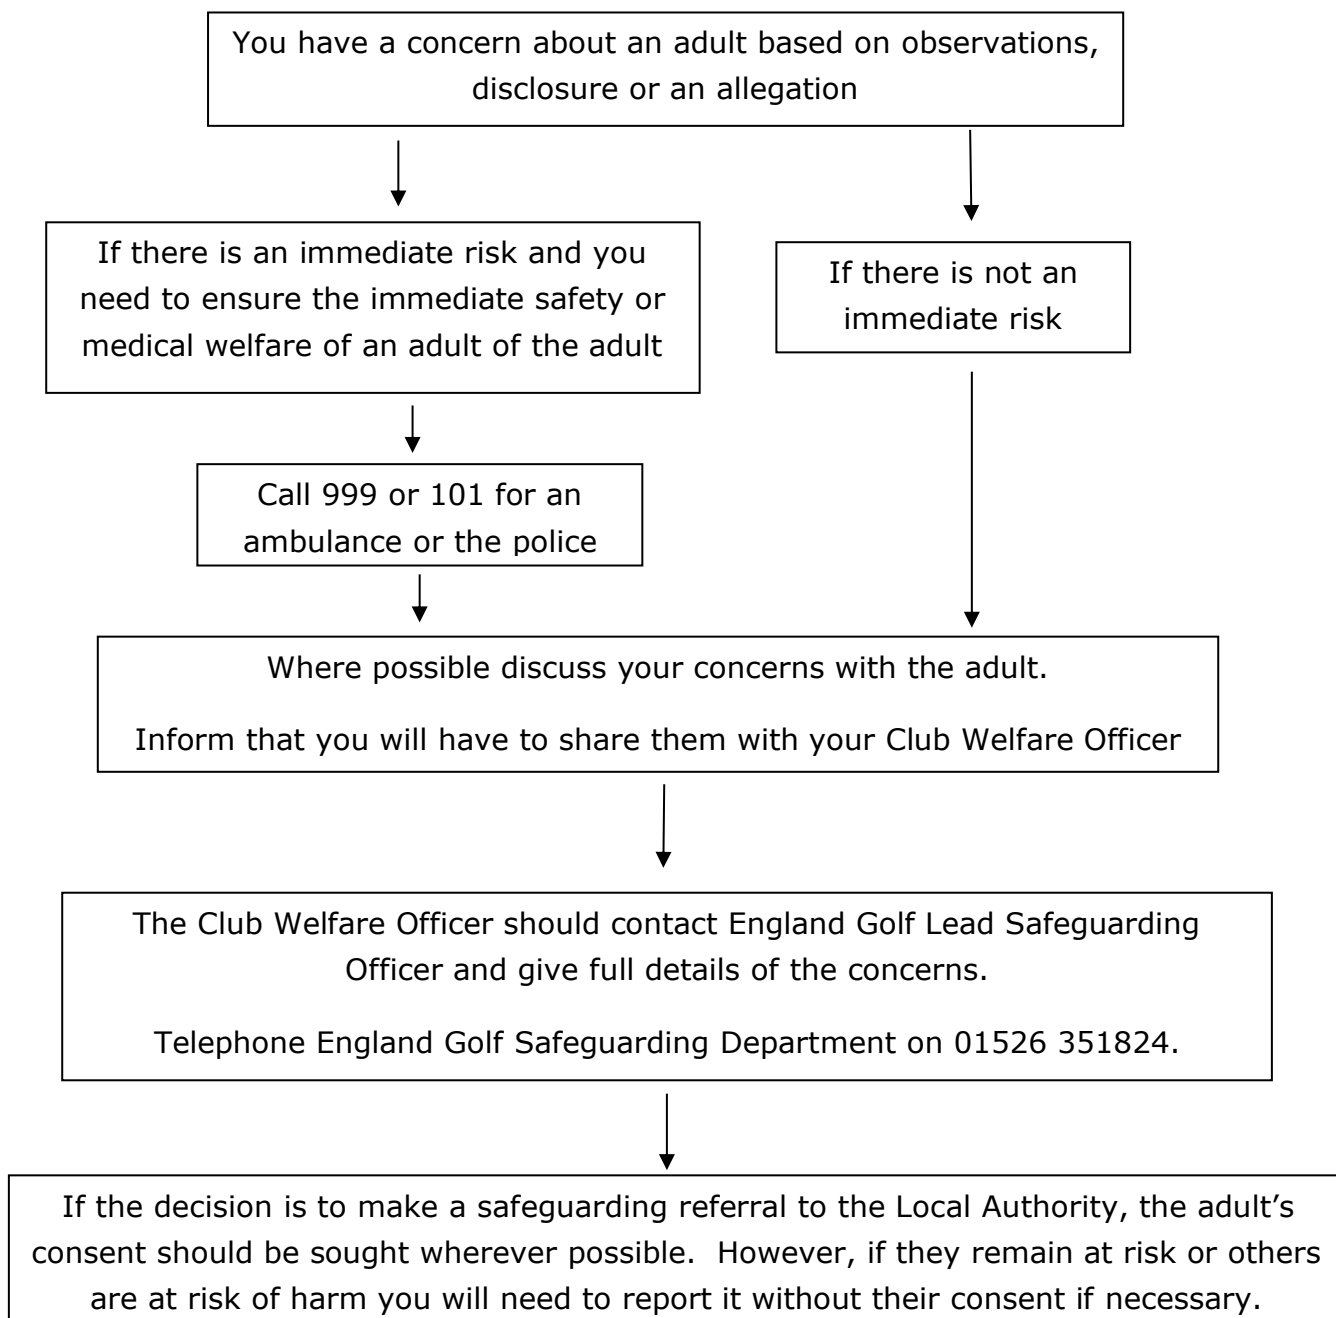 You have a concern about an adult based on observations,
disclosure or an allegation
If there is an immediate risk and you
need to ensure the immediate safety or
medical welfare of an adult of the adult
If there is not an
immediate risk
Call 999 or 101 for an
ambulance or the police
Where possible discuss your concerns with the adult.
Inform that you will have to share them with your Club Welfare Officer
The Club Welfare Officer should contact England Golf Lead Safeguarding
Officer and give full details of the concerns.
Telephone England Golf Safeguarding Department on 01526 351824.
If the decision is to make a safeguarding referral to the Local Authority, the adult’s
consent should be sought wherever possible.  However, if they remain at risk or others
are at risk of harm you will need to report it without their consent if necessary.